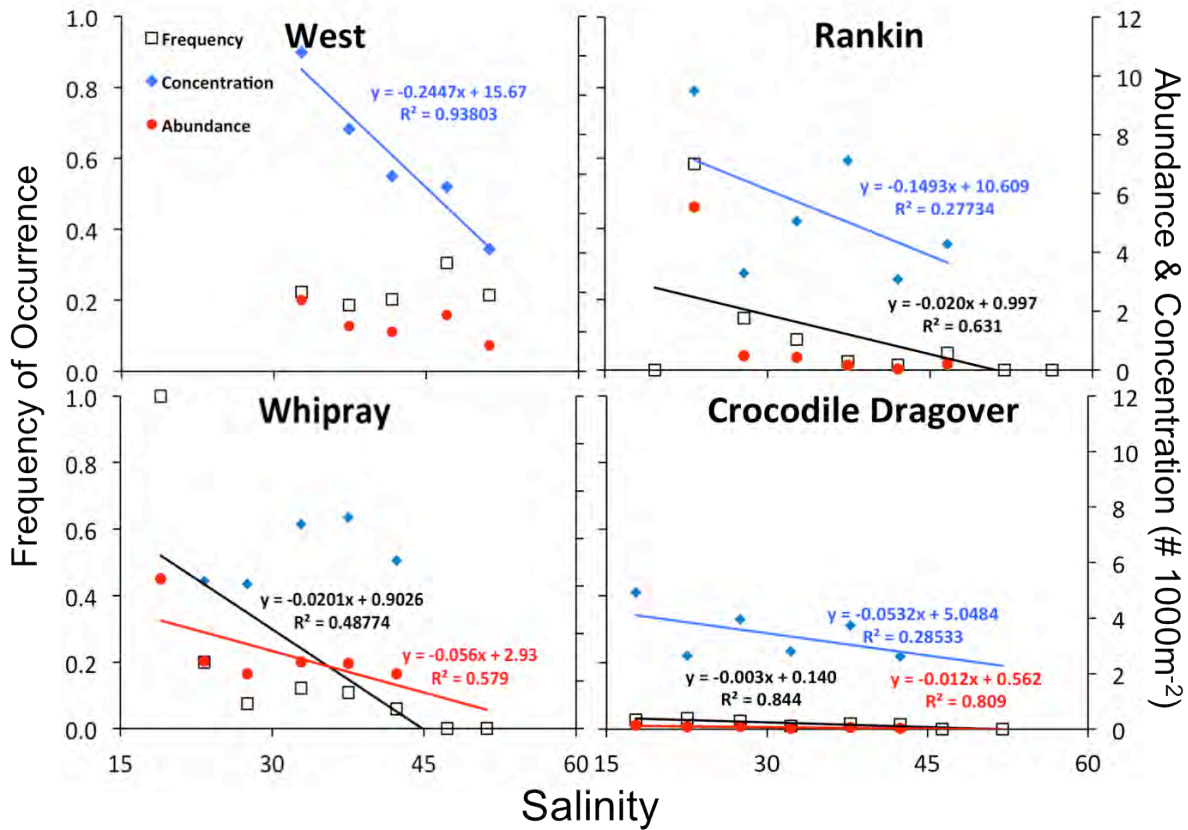 West
Rankin
Frequency
Concentration
Abundance
y = -0.2447x + 15.67
R² = 0.93803
y = -0.1493x + 10.609
R² = 0.27734
y = -0.020x + 0.997
R² = 0.631
1.0
0.8
0.6
0.4
0.2
0.0
12
10
8
6
4
2
0
Whipray
Crocodile Dragover
y = -0.0201x + 0.9026
R² = 0.48774
y = -0.056x + 2.93
R² = 0.579
y = -0.0532x + 5.0484
R² = 0.28533
y = -0.003x + 0.140
R² = 0.844
y = -0.012x + 0.562
R² = 0.809
1.0
0.8
0.6
0.4
0.2
0.0
12
10
8
6
4
2
0
15 30 45 60 15 30 45 60
Frequency of Occurrence
Abundance & Concentration (# 1000m⁻²)
Salinity